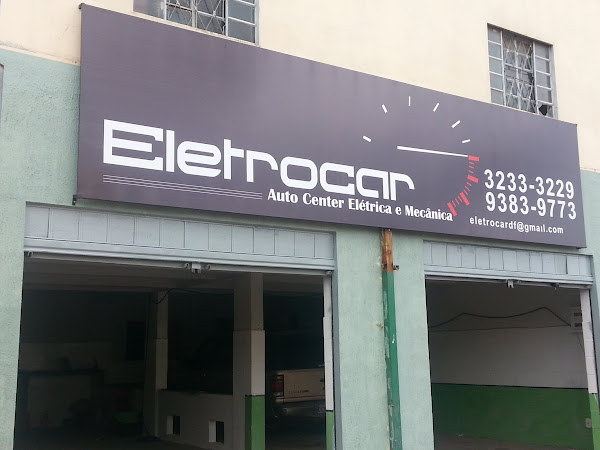 Eletrocar
Auto Center Elétrica e Mecânica
3233-3229
9383-9773
eletrocardf@gmail.com